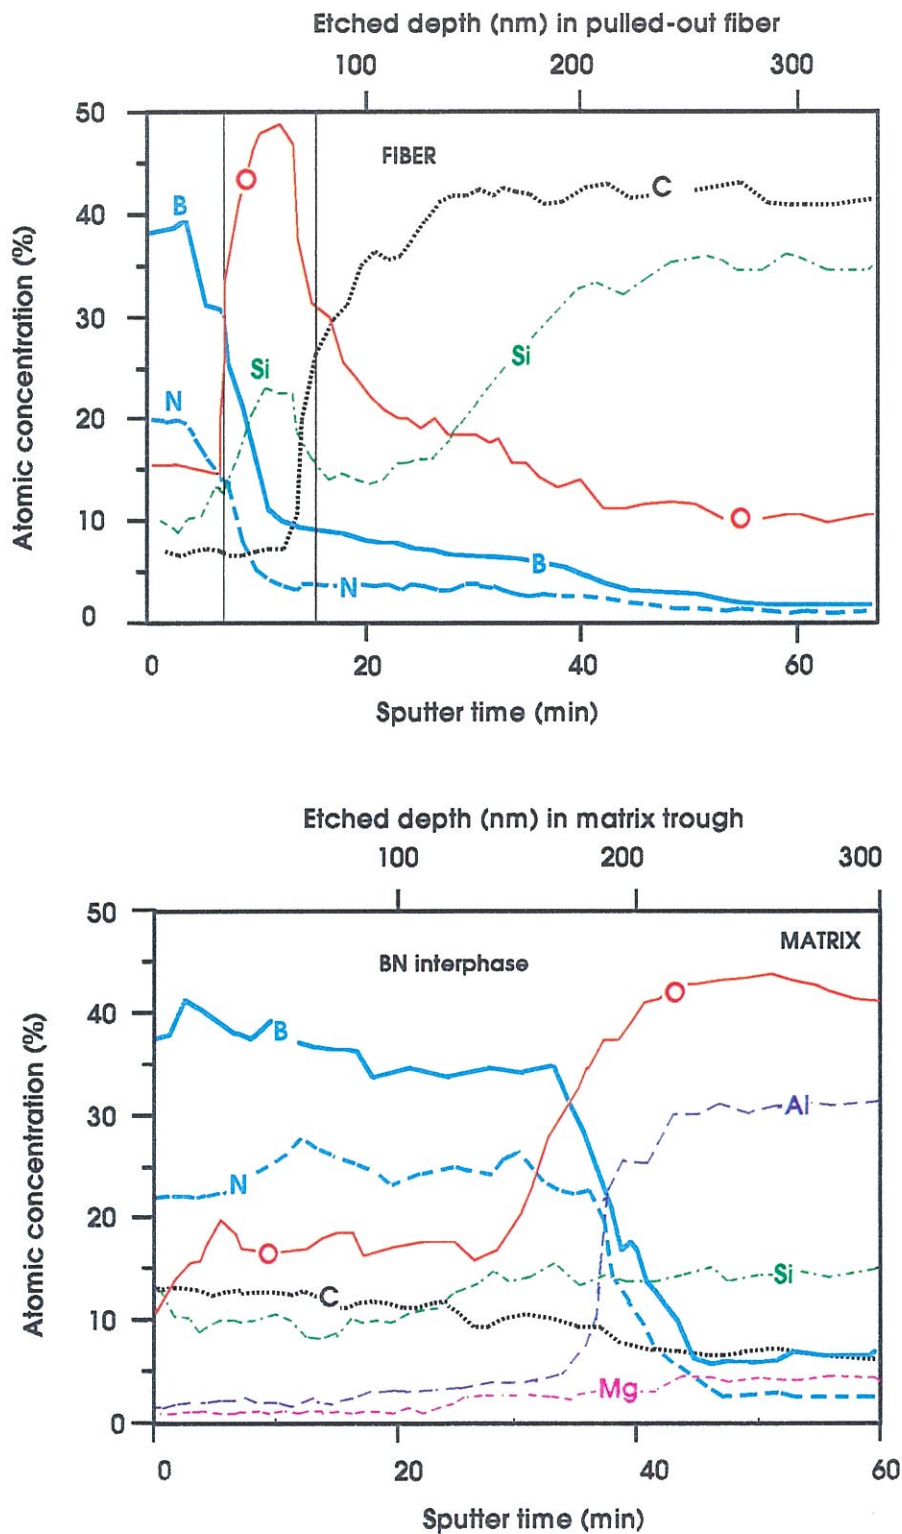 Etched depth (nm) in pulled-out fiber
100 200 300
50
FIBER
O
C
B
40
30
Si
Si
N
20
10
O
B
N
0
0 20 40 60
Atomic concentration (%)
Sputter time (min)
Etched depth (nm) in matrix trough
100 200 300
50
MATRIX
BN interphase
O
40
B
30
Al
N
20
O
Si
C
10
Mg
0
0 20 40 60
Atomic concentration (%)
Sputter time (min)